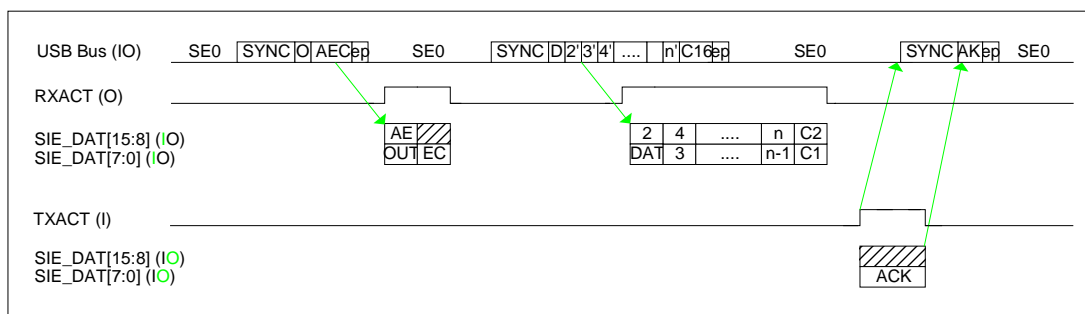 USB Bus (IO) SE0 SYNC O AEC ep SE0 SYNC D 2' 3' 4' .... n' C16 ep SE0 SYNC AK ep SE0
RXACT (O)
SIE_DAT[15:8] (IO) AE 2 4 .... n C2
SIE_DAT[7:0] (IO) OUT EC DAT 3 .... n-1 C1
TXACT (I)
SIE_DAT[15:8] (IO)
SIE_DAT[7:0] (IO) ACK